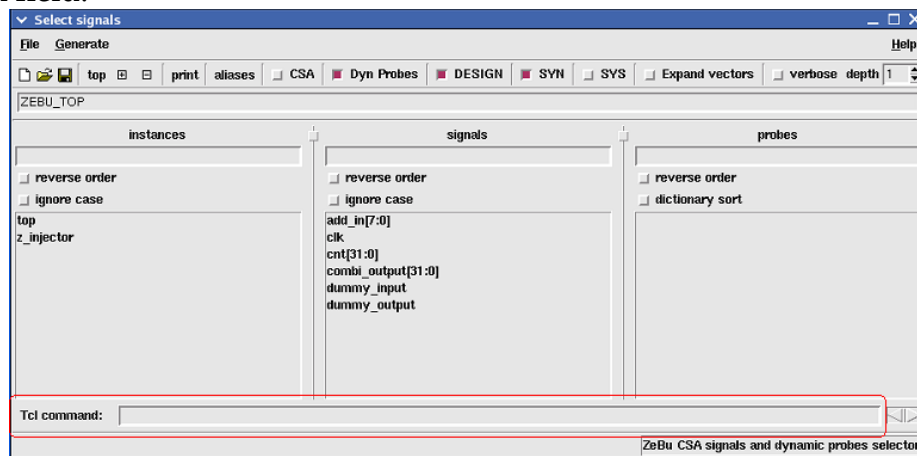 Select signals
File Generate Help
top print aliases CSA Dyn Probes DESIGN SYN SYS Expand vectors verbose depth 1
ZEBU_TOP
instances signals probes
reverse order reverse order reverse order
ignore case ignore case dictionary sort
top add_in[7:0]
z_injector clk
cnt[31:0]
combi_output[31:0]
dummy_input
dummy_output
Tcl command:
ZeBu CSA signals and dynamic probes selector